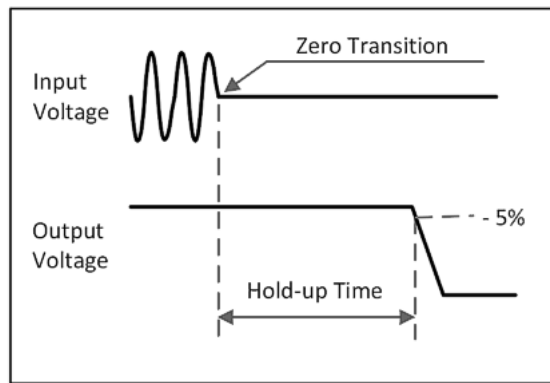 Zero Transition
Input
Voltage
- 5%
Output
Voltage
Hold-up Time